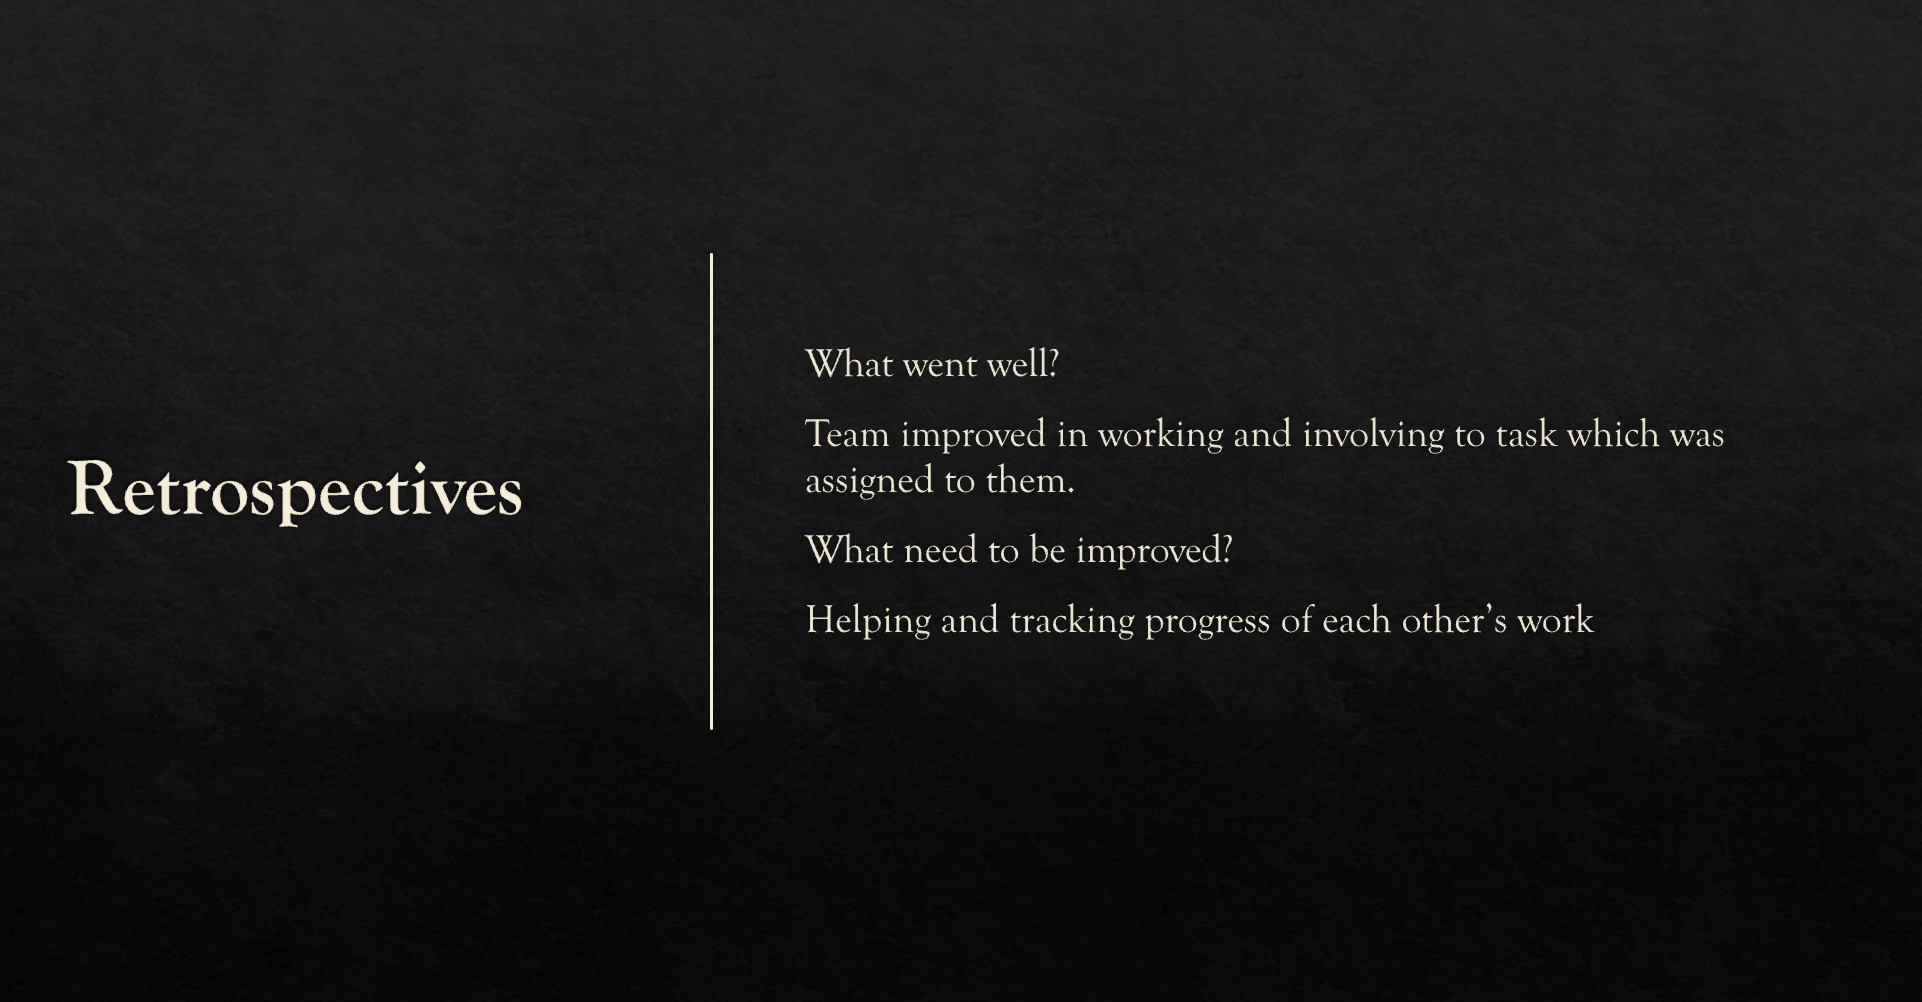 Retrospectives
What went well?
Team improved in working and involving to task which was
assigned to them.
What need to be improved?
Helping and tracking progress of each other’s work